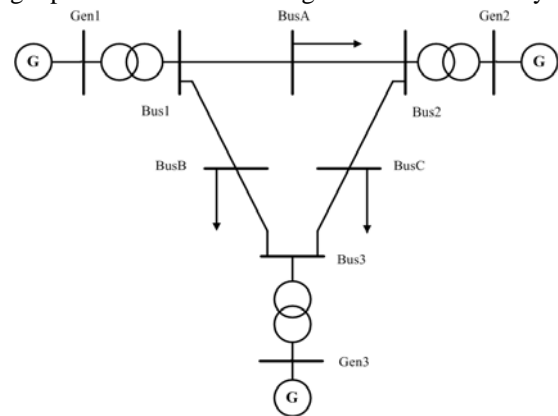 Gen1 Gen2
BusA
G G
Bus1 Bus2
BusB BusC
Bus3
Gen3
G